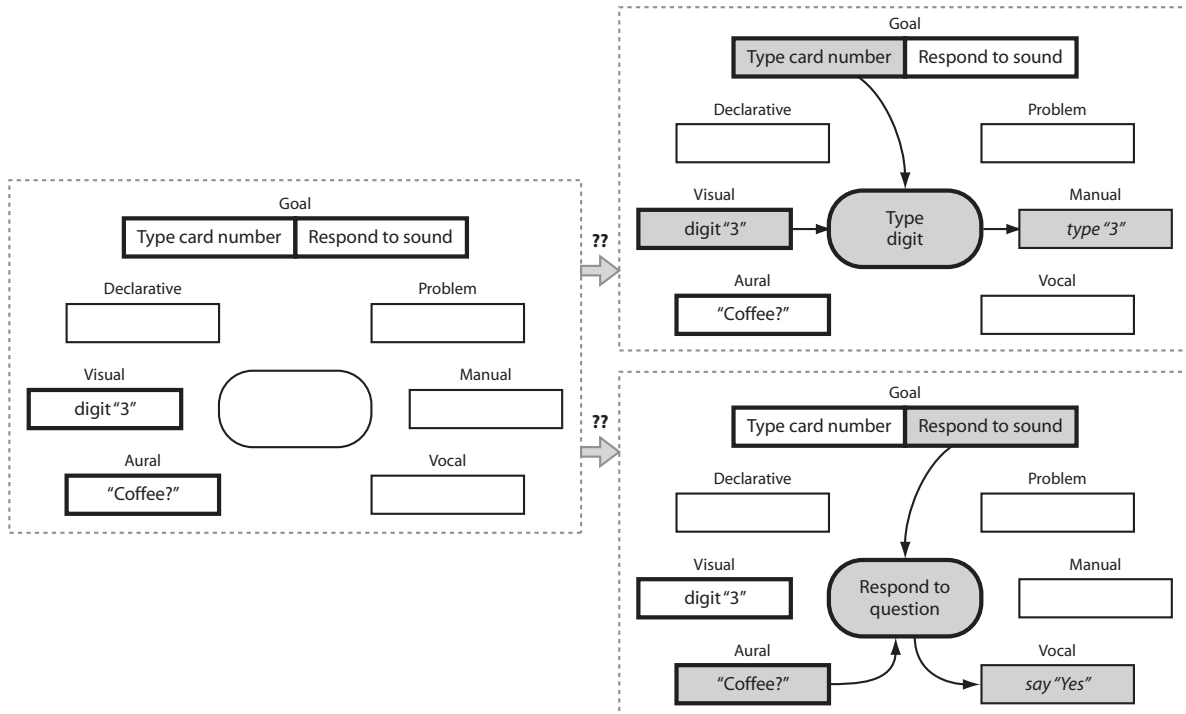 Goal
Type card number Respond to sound
Declarative Problem
Visual Manual
digit “3”
Aural Vocal
“Coffee?”
??
??
Goal
Type card number Respond to sound
Declarative Problem
Visual Manual
digit “3” Type
digit type “3”
Aural Vocal
“Coffee?”
Goal
Type card number Respond to sound
Declarative Problem
Visual Manual
digit “3” Respond to
question
Aural Vocal
“Coffee?” say “Yes”